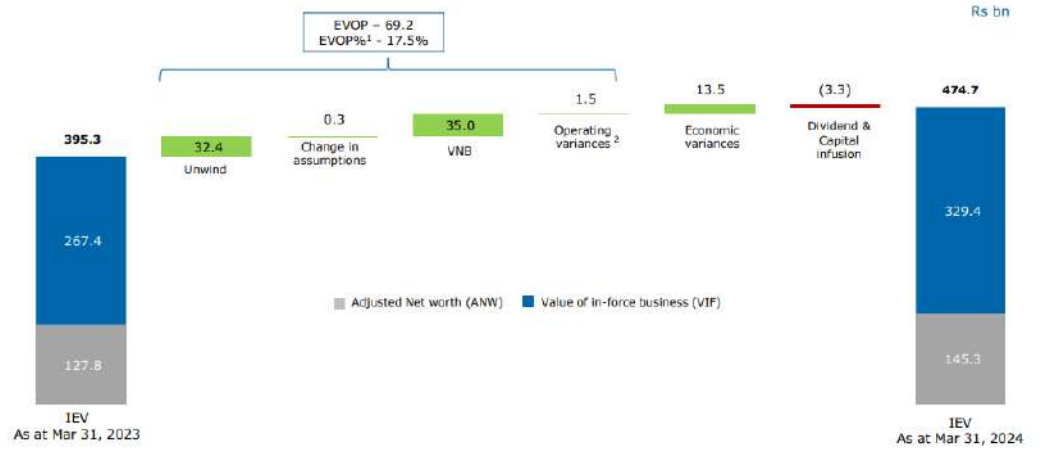 Rs bn
EVOP – 69.2
EVOP%¹ - 17.5%
395.3
32.4
Unwind
0.3
Change in
assumptions
35.0
VNB
1.5
Operating
variances ²
13.5
Economic
variances
(3.3)
Dividend &
Capital
infusion
474.7
267.4
127.8
329.4
145.3
Adjusted Net worth (ANW)
Value of in-force business (VIF)
IEV
As at Mar 31, 2023
IEV
As at Mar 31, 2024